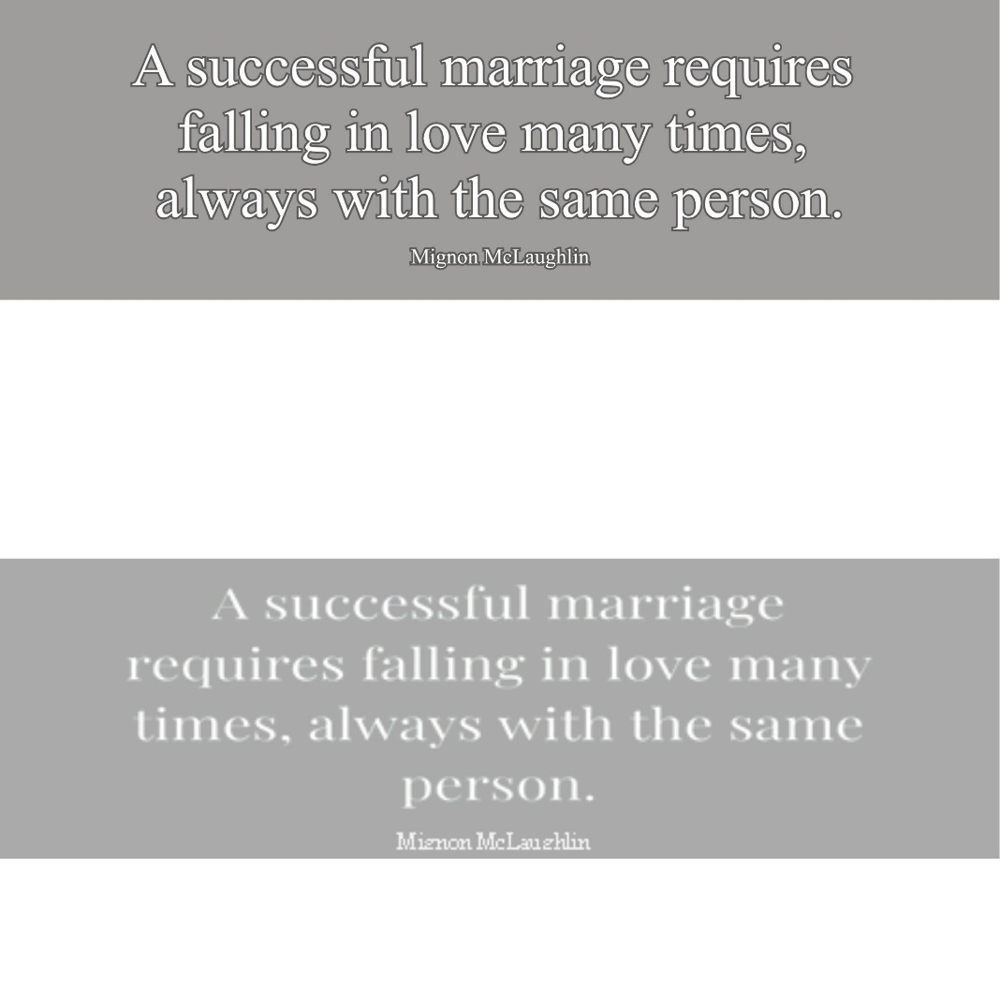 A successful marriage requires
falling in love many times,
always with the same person.
Mignon McLaughlin
A successful marriage
requires falling in love many
times, always with the same
person.
Mignon McLaughlin